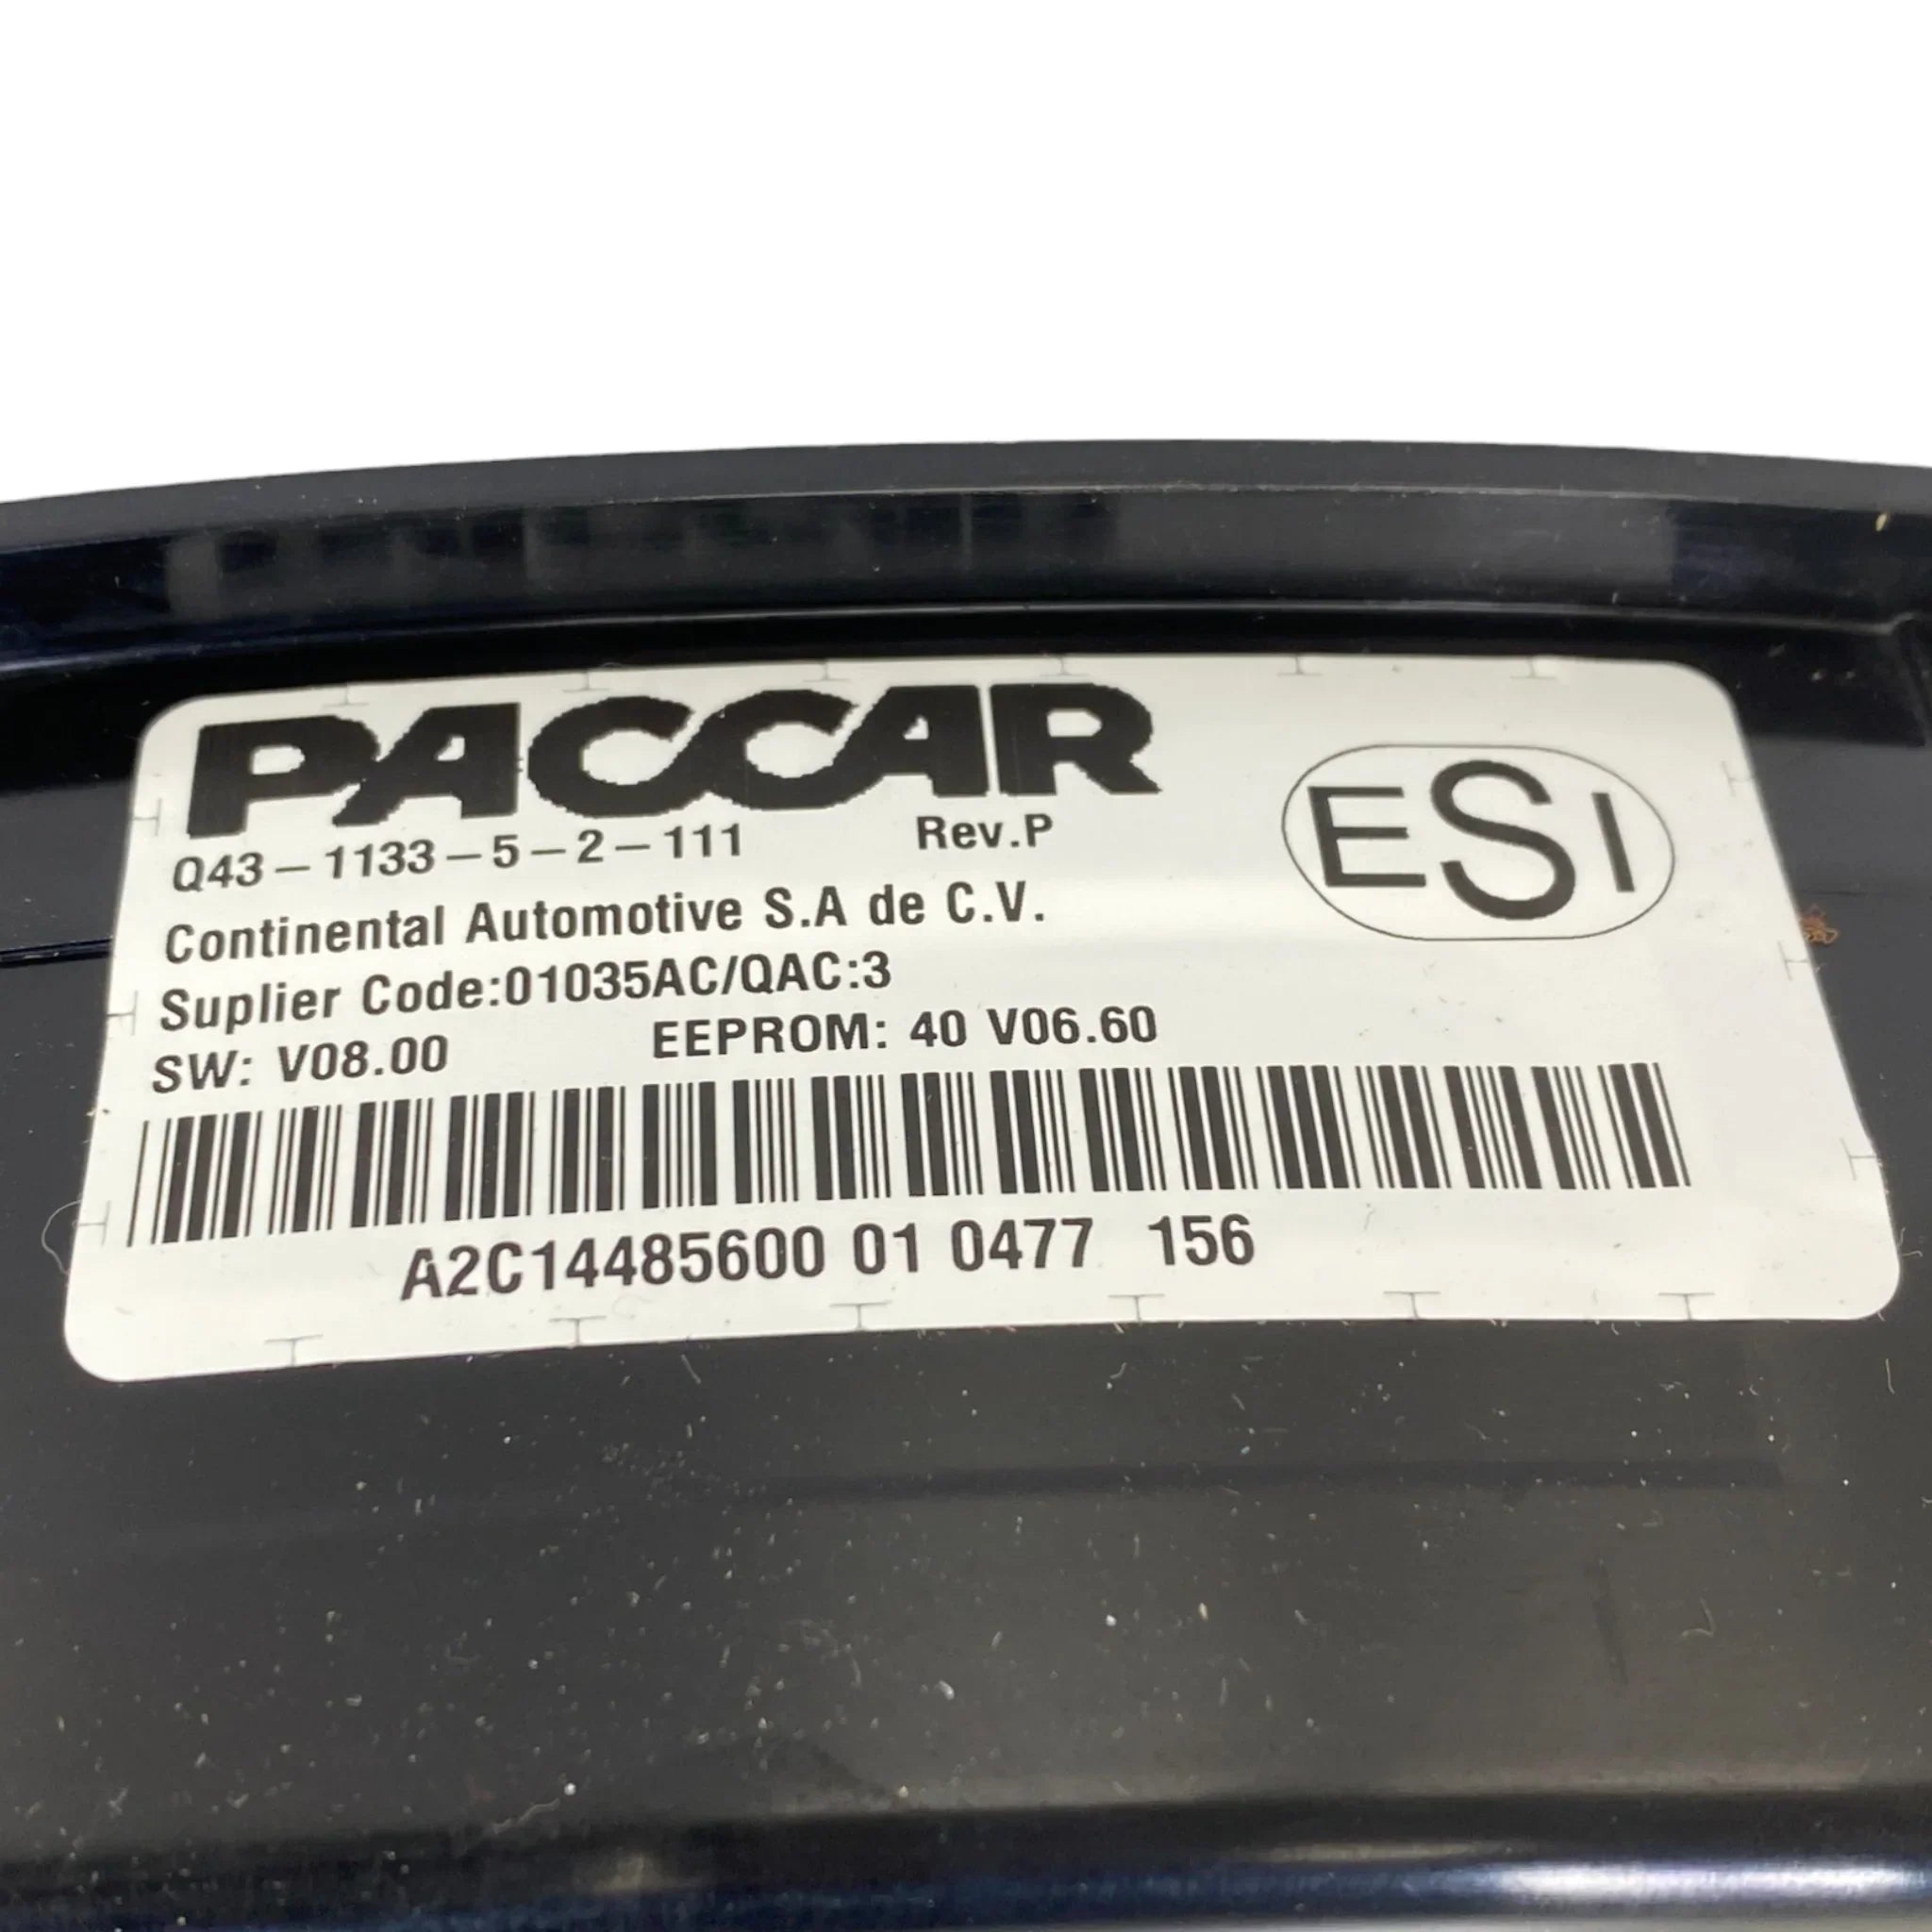 PACCAR
Q43-1133-5-2-111 Rev.P
ESI
Continental Automotive S.A de C.V.
Suplier Code:01035AC/QAC:3
SW: V08.00 EEPROM: 40 V06.60
A2C14485600 01 0477 156